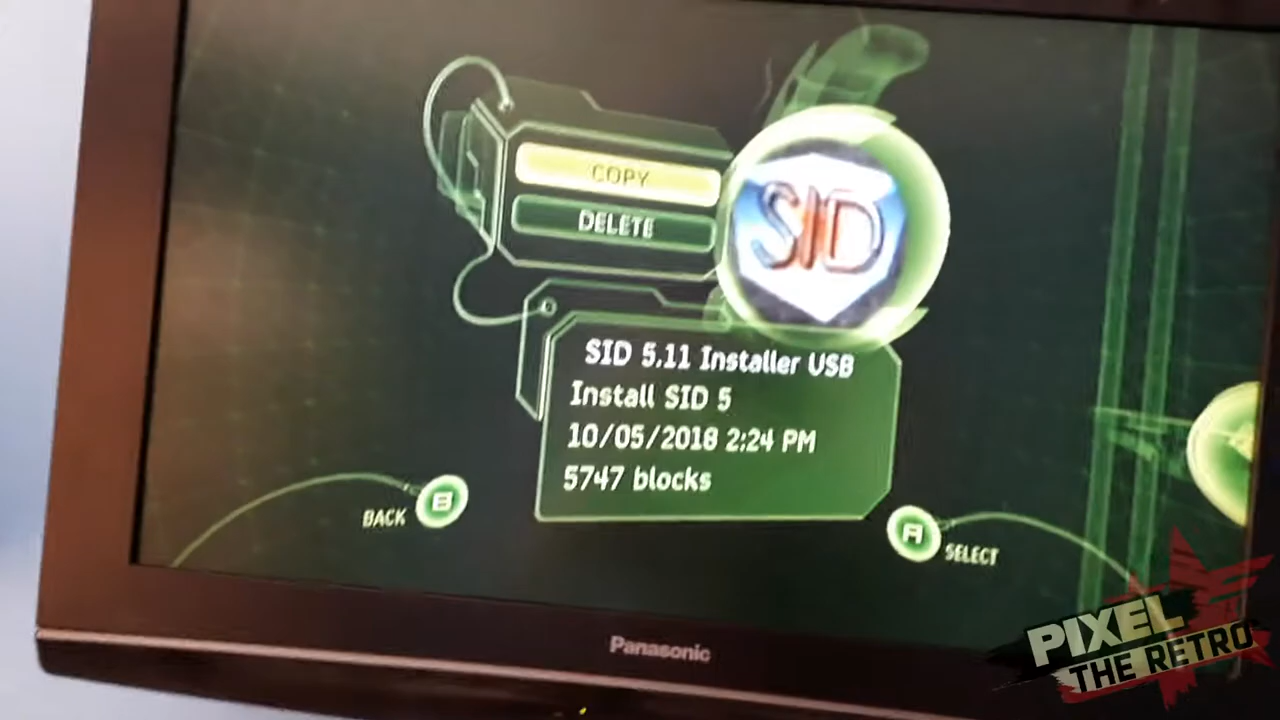 COPY
DELETE
SID
SID 5.11 Installer USB
Install SID 5
10/05/2018 2:24 PM
5747 blocks
BACK
B
A
SELECT
Panasonic
PIXEL
THE RETRO